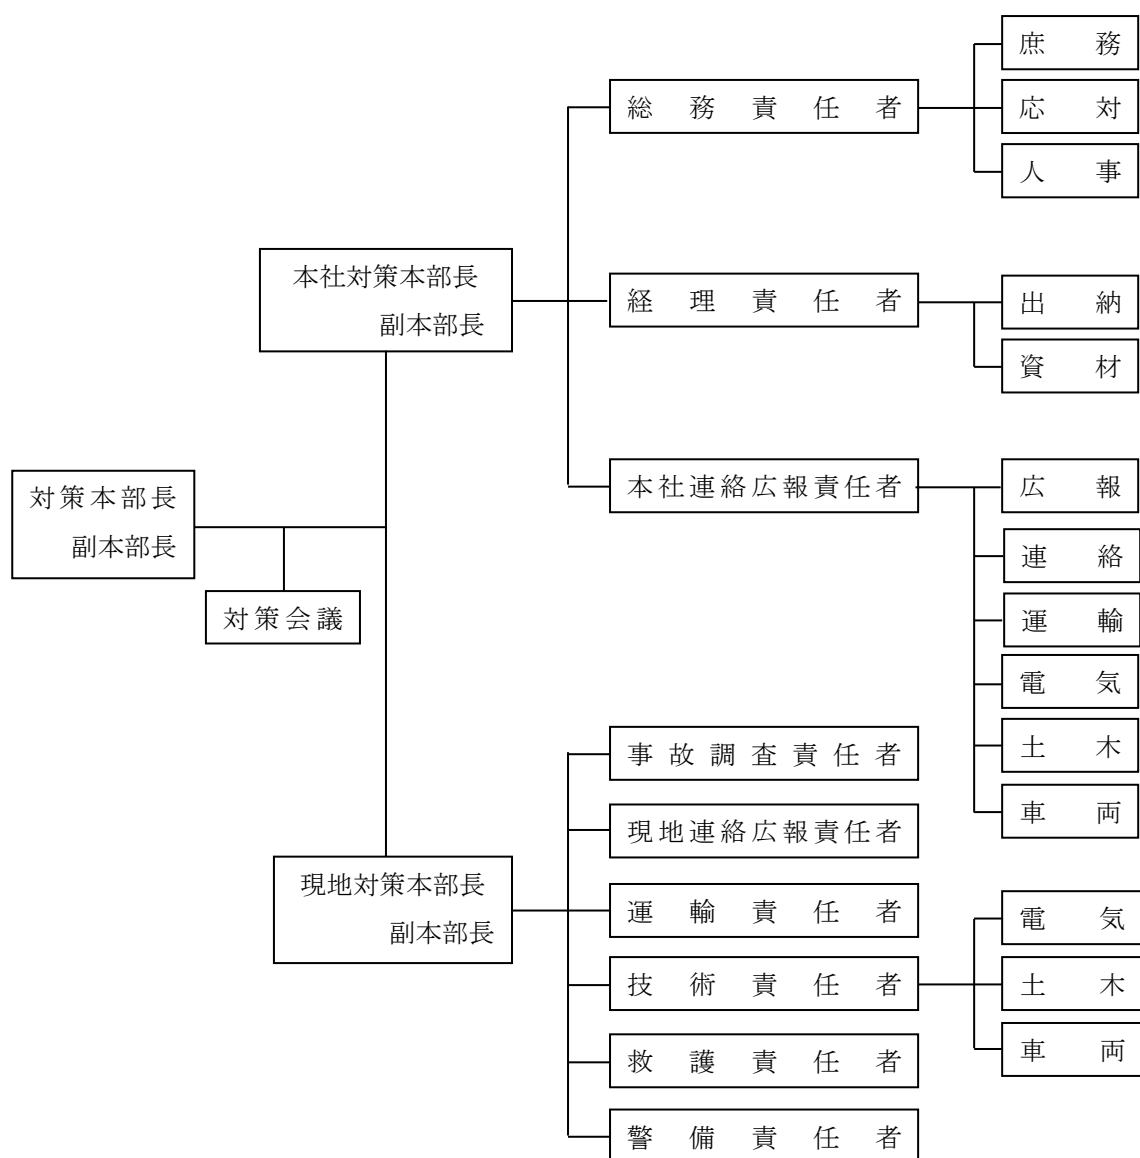 対策本部長
副本部長
対策会議
本社対策本部長
副本部長
総務責任者
庶務
応対
人事
経理責任者
出納
資材
本社連絡広報責任者
広報
連絡
運輸
電気
土木
車両
現地対策本部長
副本部長
事故調査責任者
現地連絡広報責任者
運輸責任者
技術責任者
電気
土木
車両
救護責任者
警備責任者